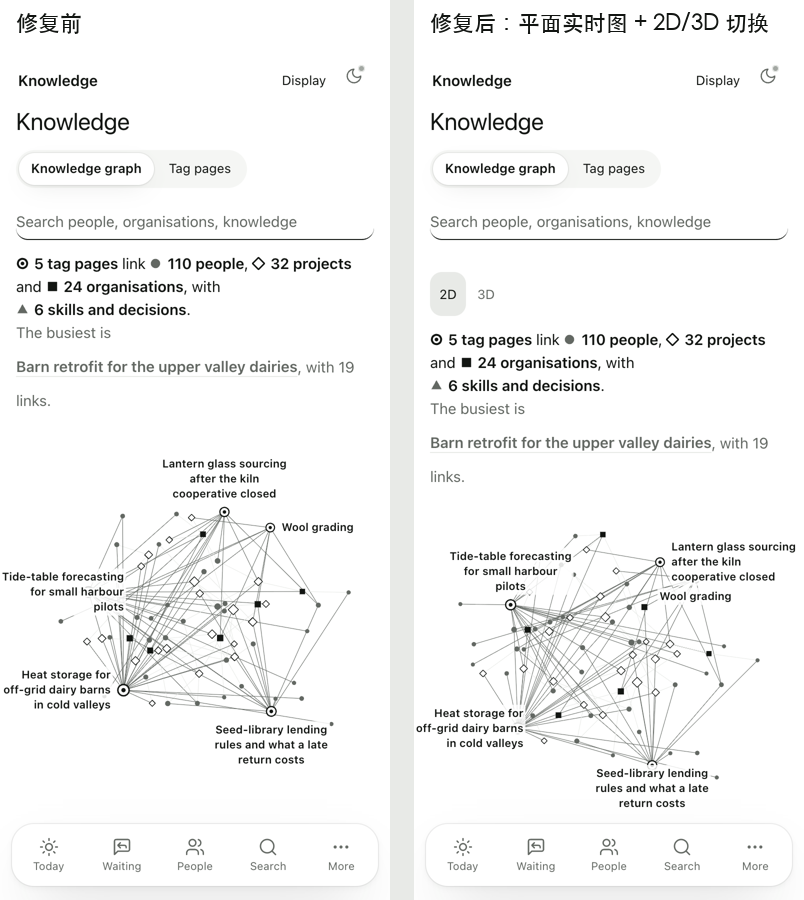 修复前
Knowledge
Display
Knowledge
Knowledge graph
Tag pages
Search people, organisations, knowledge
5 tag pages link 110 people, 32 projects
and 24 organisations, with
6 skills and decisions.
The busiest is
Barn retrofit for the upper valley dairies, with 19
links.
Lantern glass sourcing
after the kiln
cooperative closed
Wool grading
Tide-table forecasting
for small harbour
pilots
Heat storage for
off-grid dairy barns
in cold valleys
Seed-library lending
rules and what a late
return costs
Today
Waiting
People
Search
More
修复后：平面实时图 + 2D/3D 切换
Knowledge
Display
Knowledge
Knowledge graph
Tag pages
Search people, organisations, knowledge
2D
3D
5 tag pages link 110 people, 32 projects
and 24 organisations, with
6 skills and decisions.
The busiest is
Barn retrofit for the upper valley dairies, with 19
links.
Tide-table forecasting
for small harbour
pilots
Lantern glass sourcing
after the kiln
cooperative closed
Wool grading
Heat storage for
off-grid dairy barns
in cold valleys
Seed-library lending
rules and what a late
return costs
Today
Waiting
People
Search
More